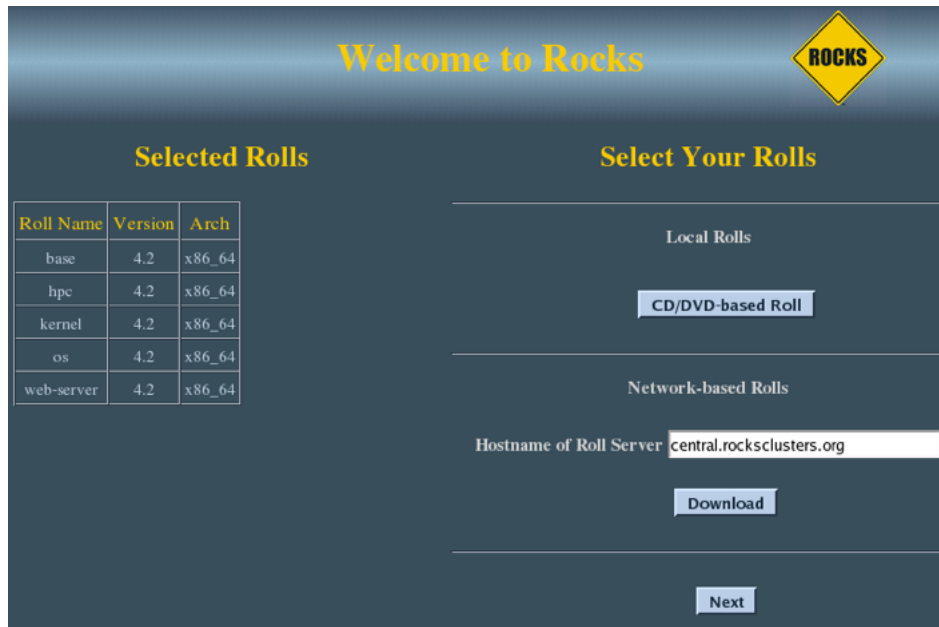 Welcome to Rocks
ROCKS
Selected Rolls
Roll Name Version Arch
base 4.2 x86_64
hpc 4.2 x86_64
kernel 4.2 x86_64
os 4.2 x86_64
web-server 4.2 x86_64
Select Your Rolls
Local Rolls
CD/DVD-based Roll
Network-based Rolls
Hostname of Roll Server central.rocksclusters.org
Download
Next